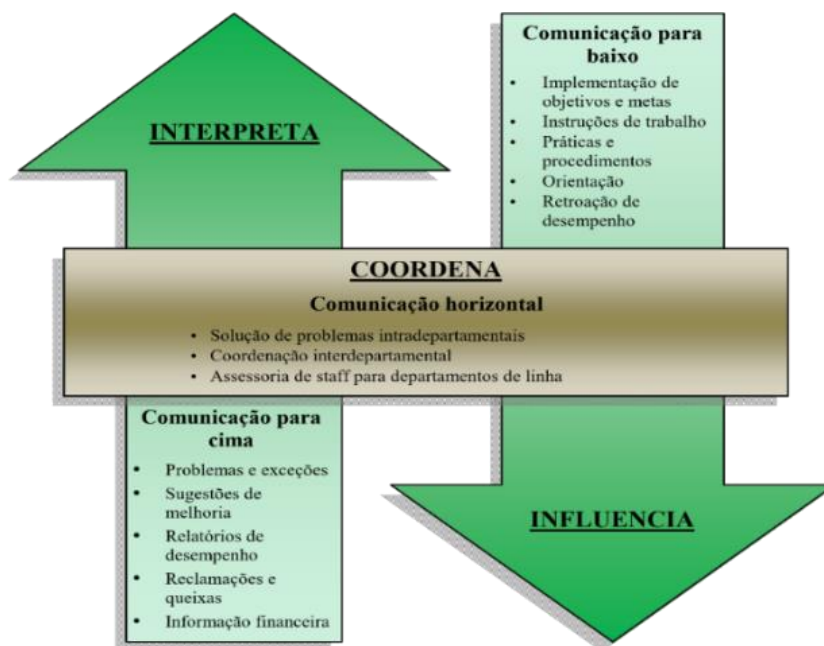 Comunicação para
baixo
• Implementação de
objetivos e metas
• Instruções de trabalho
• Práticas e
procedimentos
• Orientação
• Retroação de
desempenho
INTERPRETA
COORDENA
Comunicação horizontal
• Solução de problemas intradepartamentais
• Coordenação interdepartamental
• Assessoria de staff para departamentos de linha
Comunicação para
cima
• Problemas e exceções
• Sugestões de
melhoria
• Relatórios de
desempenho
• Reclamações e
queixas
• Informação financeira
INFLUENCIA